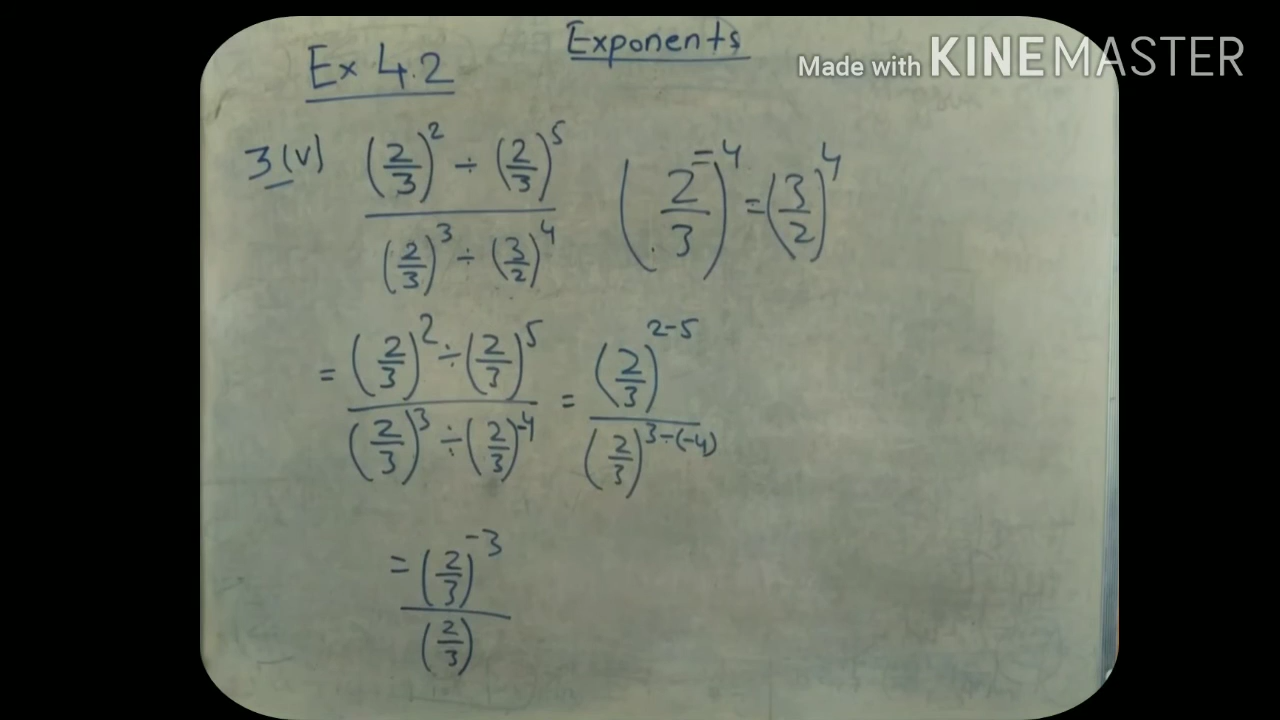 Exponents
Made with KINEMASTER
Ex 4.2
3(v) ((2/3)^2 ÷ (2/3)^5) / ((2/3)^3 ÷ (3/2)^4) (2/3)^-4 = (3/2)^4
= ((2/3)^2 ÷ (2/3)^5) / ((2/3)^3 ÷ (2/3)^-4) = (2/3)^(2-5) / (2/3)^(3-(-4))
= (2/3)^-3 / (2/3)